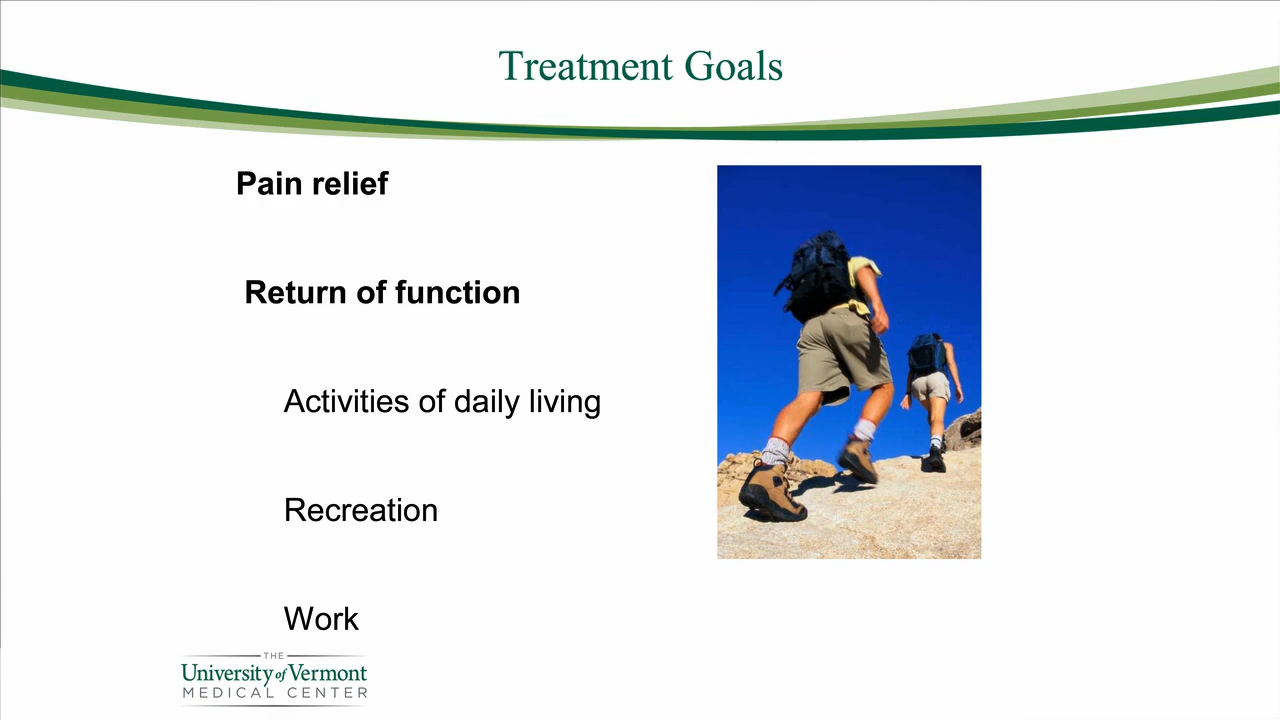 Treatment Goals
Pain relief
Return of function
Activities of daily living
Recreation
Work
THE
University of Vermont
MEDICAL CENTER